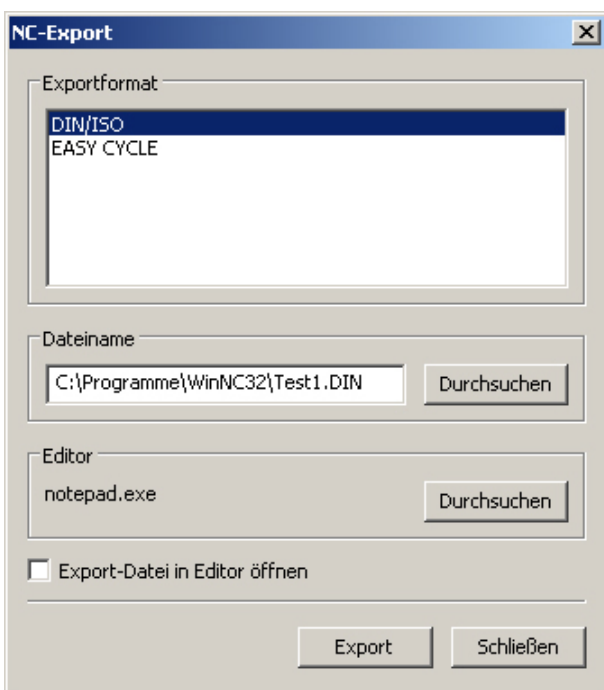 NC-Export
Exportformat
DIN/ISO
EASY CYCLE
Dateiname
C:\Programme\WinNC32\Test1.DIN
Durchsuchen
Editor
notepad.exe
Durchsuchen
Export-Datei in Editor öffnen
Export
Schließen